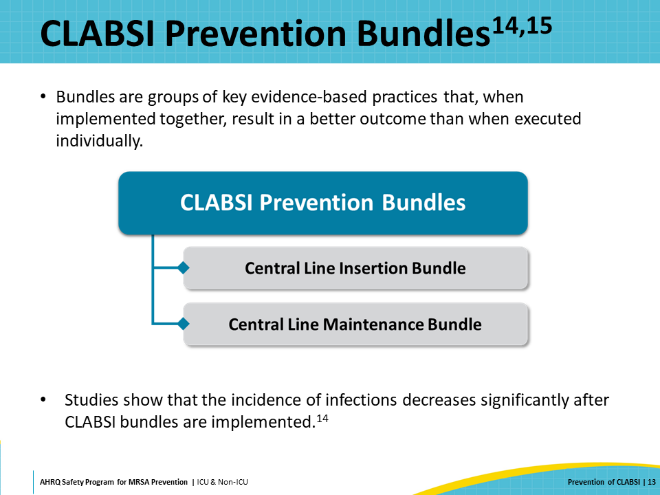 CLABSI Prevention Bundles14,15
• Bundles are groups of key evidence-based practices that, when
implemented together, result in a better outcome than when executed
individually.
CLABSI Prevention Bundles
Central Line Insertion Bundle
Central Line Maintenance Bundle
• Studies show that the incidence of infections decreases significantly after
CLABSI bundles are implemented.14
AHRQ Safety Program for MRSA Prevention | ICU & Non-ICU
Prevention of CLABSI | 13